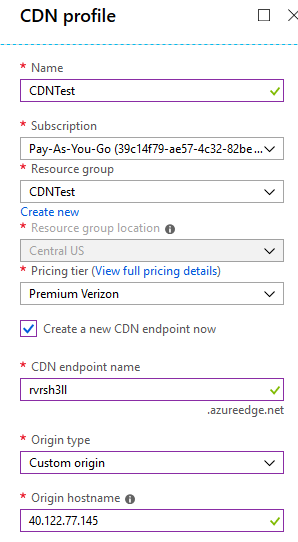 CDN profile
* Name
CDNTest
* Subscription
Pay-As-You-Go (39c14f79-ae57-4c32-82be...
* Resource group
CDNTest
Create new
* Resource group location
Central US
* Pricing tier (View full pricing details)
Premium Verizon
Create a new CDN endpoint now
* CDN endpoint name
rvrsh3ll
.azureedge.net
* Origin type
Custom origin
* Origin hostname
40.122.77.145